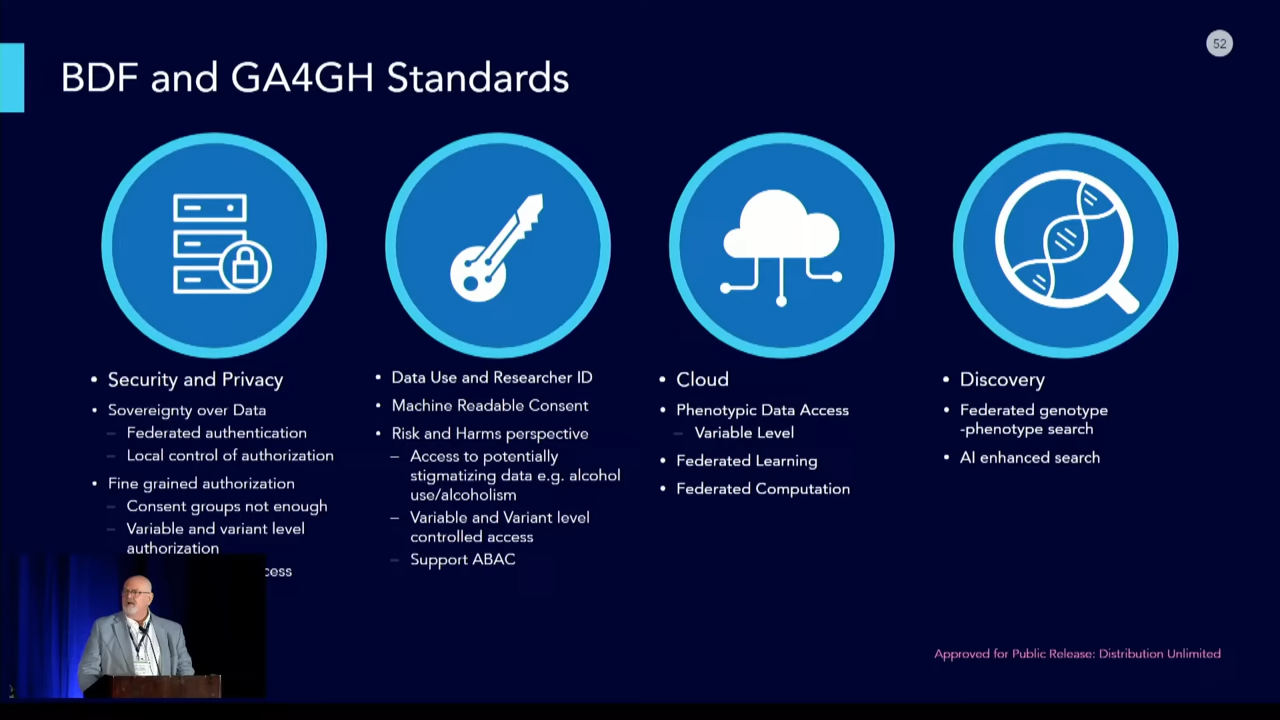 52
BDF and GA4GH Standards
• Security and Privacy
• Sovereignty over Data
– Federated authentication
– Local control of authorization
• Fine grained authorization
– Consent groups not enough
– Variable and variant level
authorization
cess
• Data Use and Researcher ID
• Machine Readable Consent
• Risk and Harms perspective
– Access to potentially
stigmatizing data e.g. alcohol
use/alcoholism
– Variable and Variant level
controlled access
– Support ABAC
• Cloud
• Phenotypic Data Access
– Variable Level
• Federated Learning
• Federated Computation
• Discovery
• Federated genotype
-phenotype search
• AI enhanced search
Approved for Public Release: Distribution Unlimited